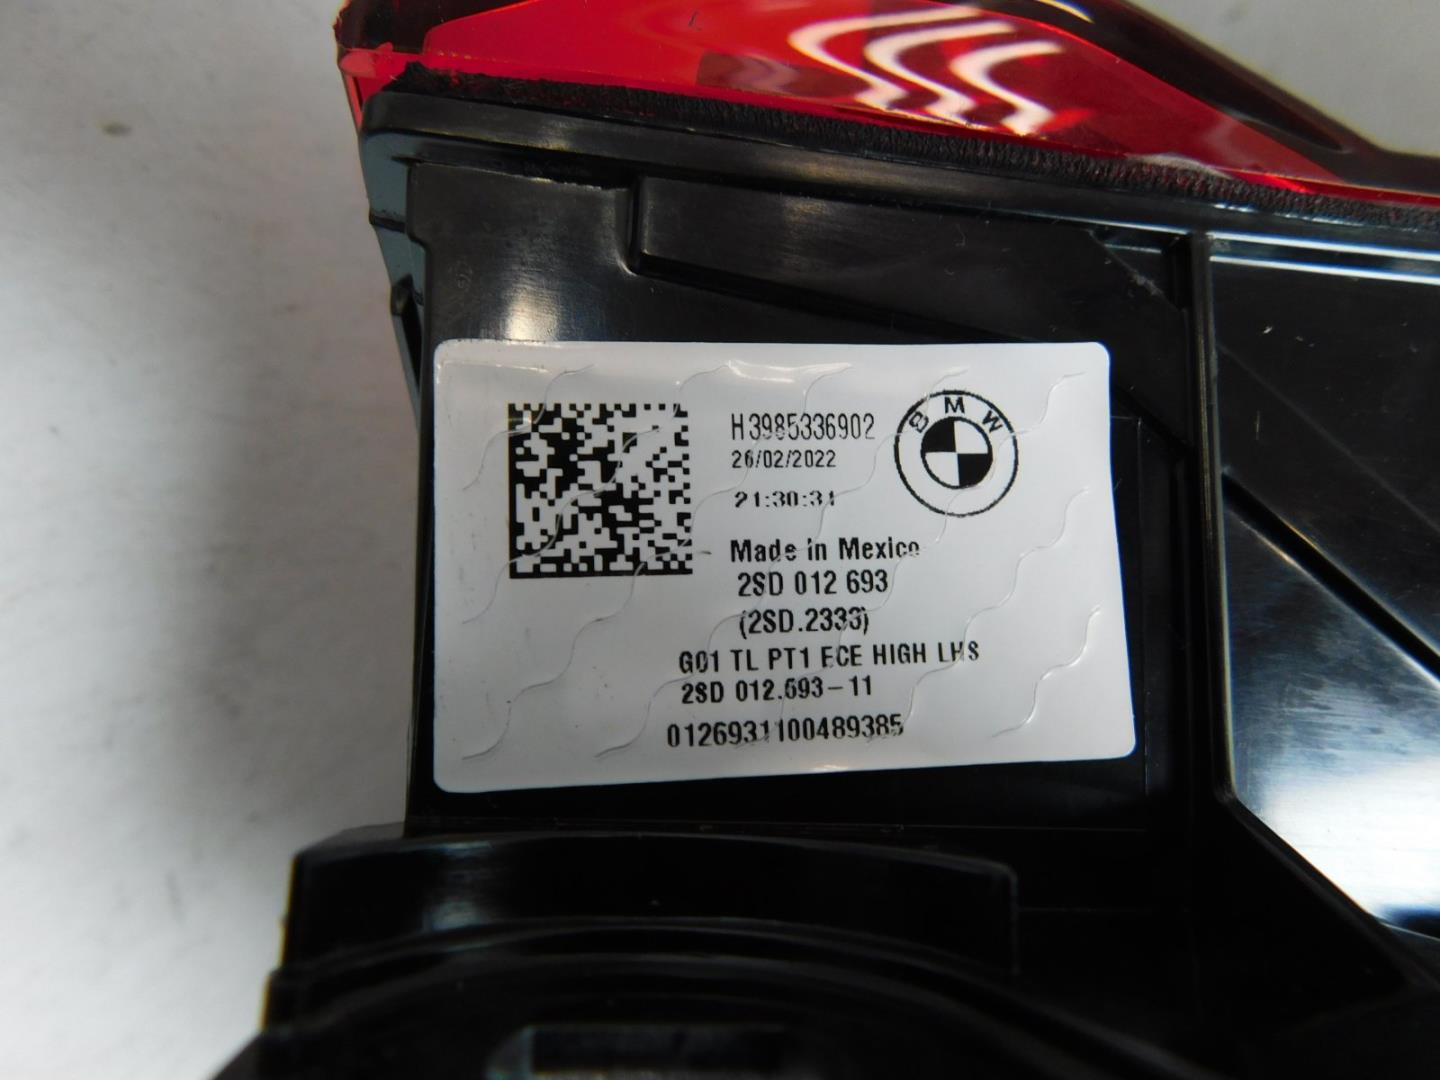 H3985336902
26/02/2022
21:30:31
BMW
Made in Mexico
2SD 012 693
(2SD.2333)
G01 TL PT1 ECE HIGH LHS
2SD 012.693-11
0126931100489385